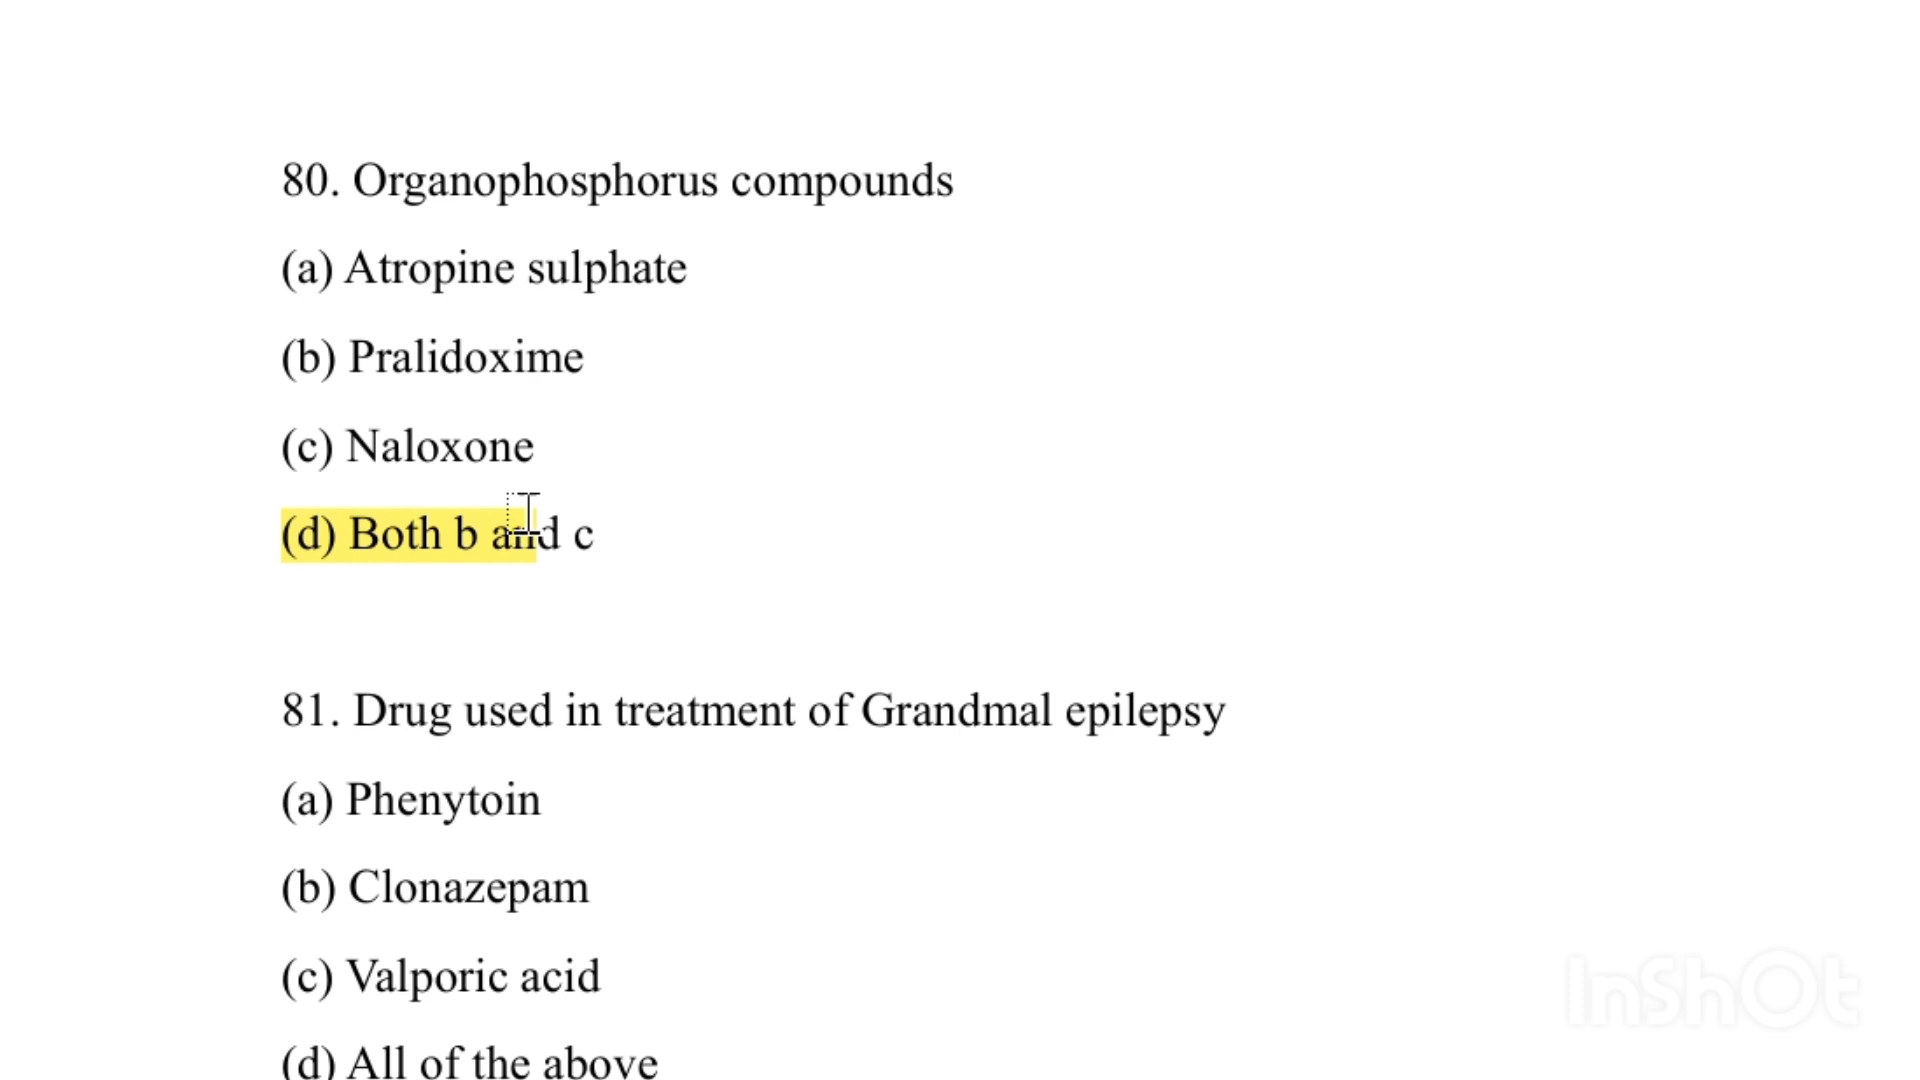 80. Organophosphorus compounds
(a) Atropine sulphate
(b) Pralidoxime
(c) Naloxone
(d) Both b and c
81. Drug used in treatment of Grandmal epilepsy
(a) Phenytoin
(b) Clonazepam
(c) Valporic acid
(d) All of the above
InShOt